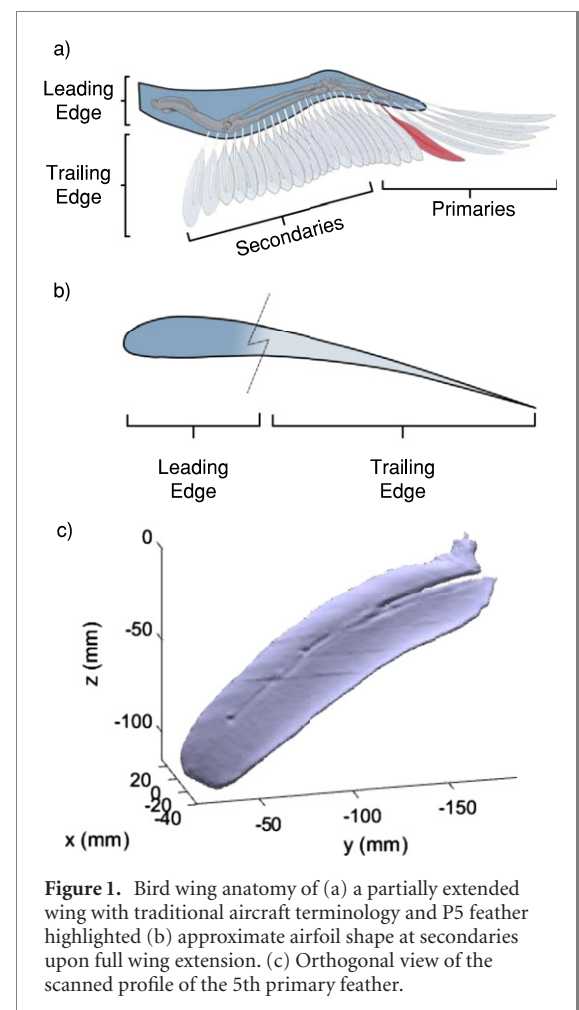 a)
Leading
Edge
Trailing
Edge
Secondaries
Primaries
b)
Leading
Edge
Trailing
Edge
c)
0
-50
-100
z (mm)
20
0
-20
-40
x (mm)
-50
-100
-150
y (mm)
Figure 1. Bird wing anatomy of (a) a partially extended
wing with traditional aircraft terminology and P5 feather
highlighted (b) approximate airfoil shape at secondaries
upon full wing extension. (c) Orthogonal view of the
scanned profile of the 5th primary feather.